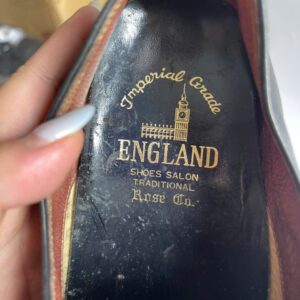 Imperial Grade
ENGLAND
SHOES SALON
TRADITIONAL
Rose Co.